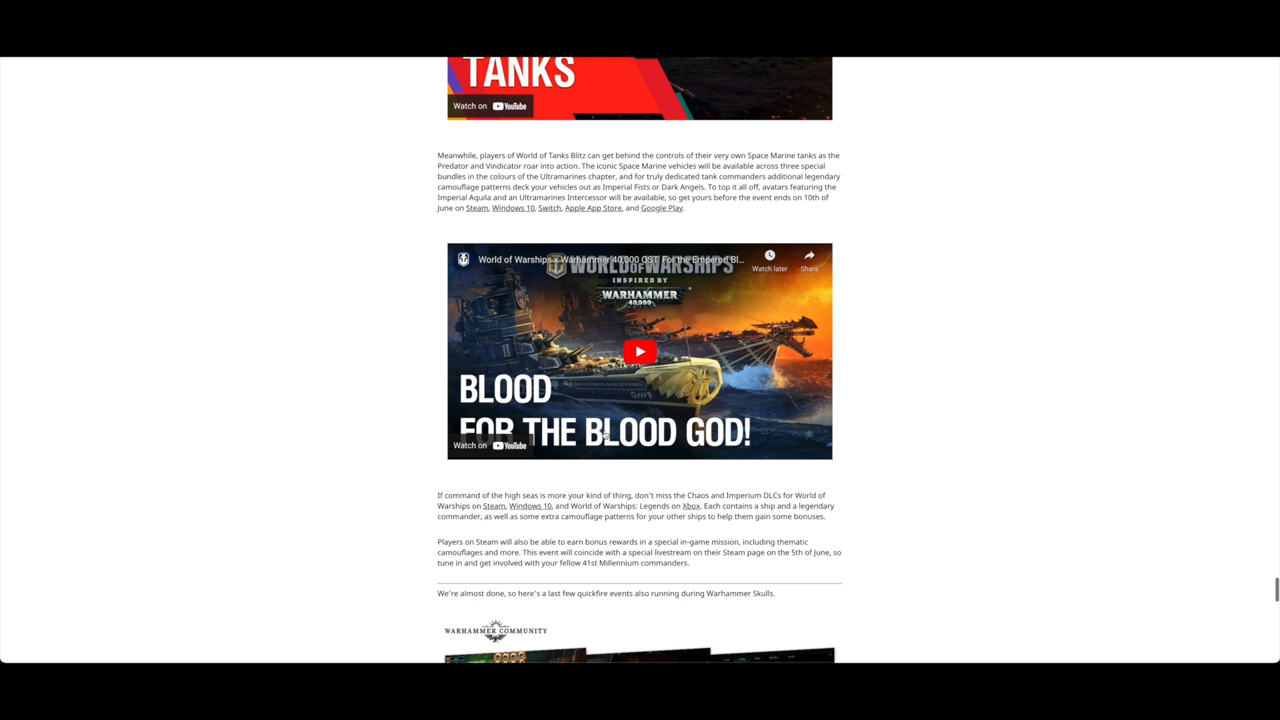 TANKS
Watch on YouTube
Meanwhile, players of World of Tanks Blitz can get behind the controls of their very own Space Marine tanks as the
Predator and Vindicator roar into action. The iconic Space Marine vehicles will be available across three special
bundles in the colours of the Ultramarines chapter, and for truly dedicated tank commanders additional legendary
camouflage patterns deck your vehicles out as Imperial Fists or Dark Angels. To top it all off, avatars featuring the
Imperial Aquila and an Ultramarines Intercessor will be available, so get yours before the event ends on 10th of
June on Steam, Windows 10, Switch, Apple App Store, and Google Play.
World of Warships x Warhammer 40,000 OST. For the Emperor! Bl...
Watch later
Share
WORLD OF WARSHIPS
INSPIRED BY
WARHAMMER
40,000
BLOOD
FOR THE BLOOD GOD!
Watch on YouTube
If command of the high seas is more your kind of thing, don't miss the Chaos and Imperium DLCs for World of
Warships on Steam, Windows 10, and World of Warships: Legends on Xbox. Each contains a ship and a legendary
commander, as well as some extra camouflage patterns for your other ships to help them gain some bonuses.
Players on Steam will also be able to earn bonus rewards in a special in-game mission, including thematic
camouflages and more. This event will coincide with a special livestream on their Steam page on the 5th of June, so
tune in and get involved with your fellow 41st Millennium commanders.
We're almost done, so here's a last few quickfire events also running during Warhammer Skulls.
WARHAMMER COMMUNITY